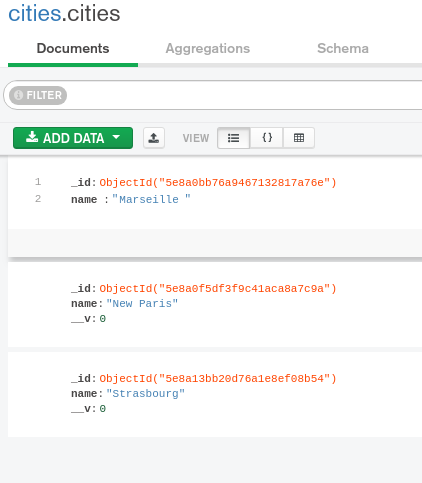 cities.cities
Documents Aggregations Schema
FILTER
ADD DATA VIEW { }
1 _id: ObjectId("5e8a0bb76a9467132817a76e")
2 name : "Marseille "
_id: ObjectId("5e8a0f5df3f9c41aca8a7c9a")
name: "New Paris"
__v: 0
_id: ObjectId("5e8a13bb20d76a1e8ef08b54")
name: "Strasbourg"
__v: 0